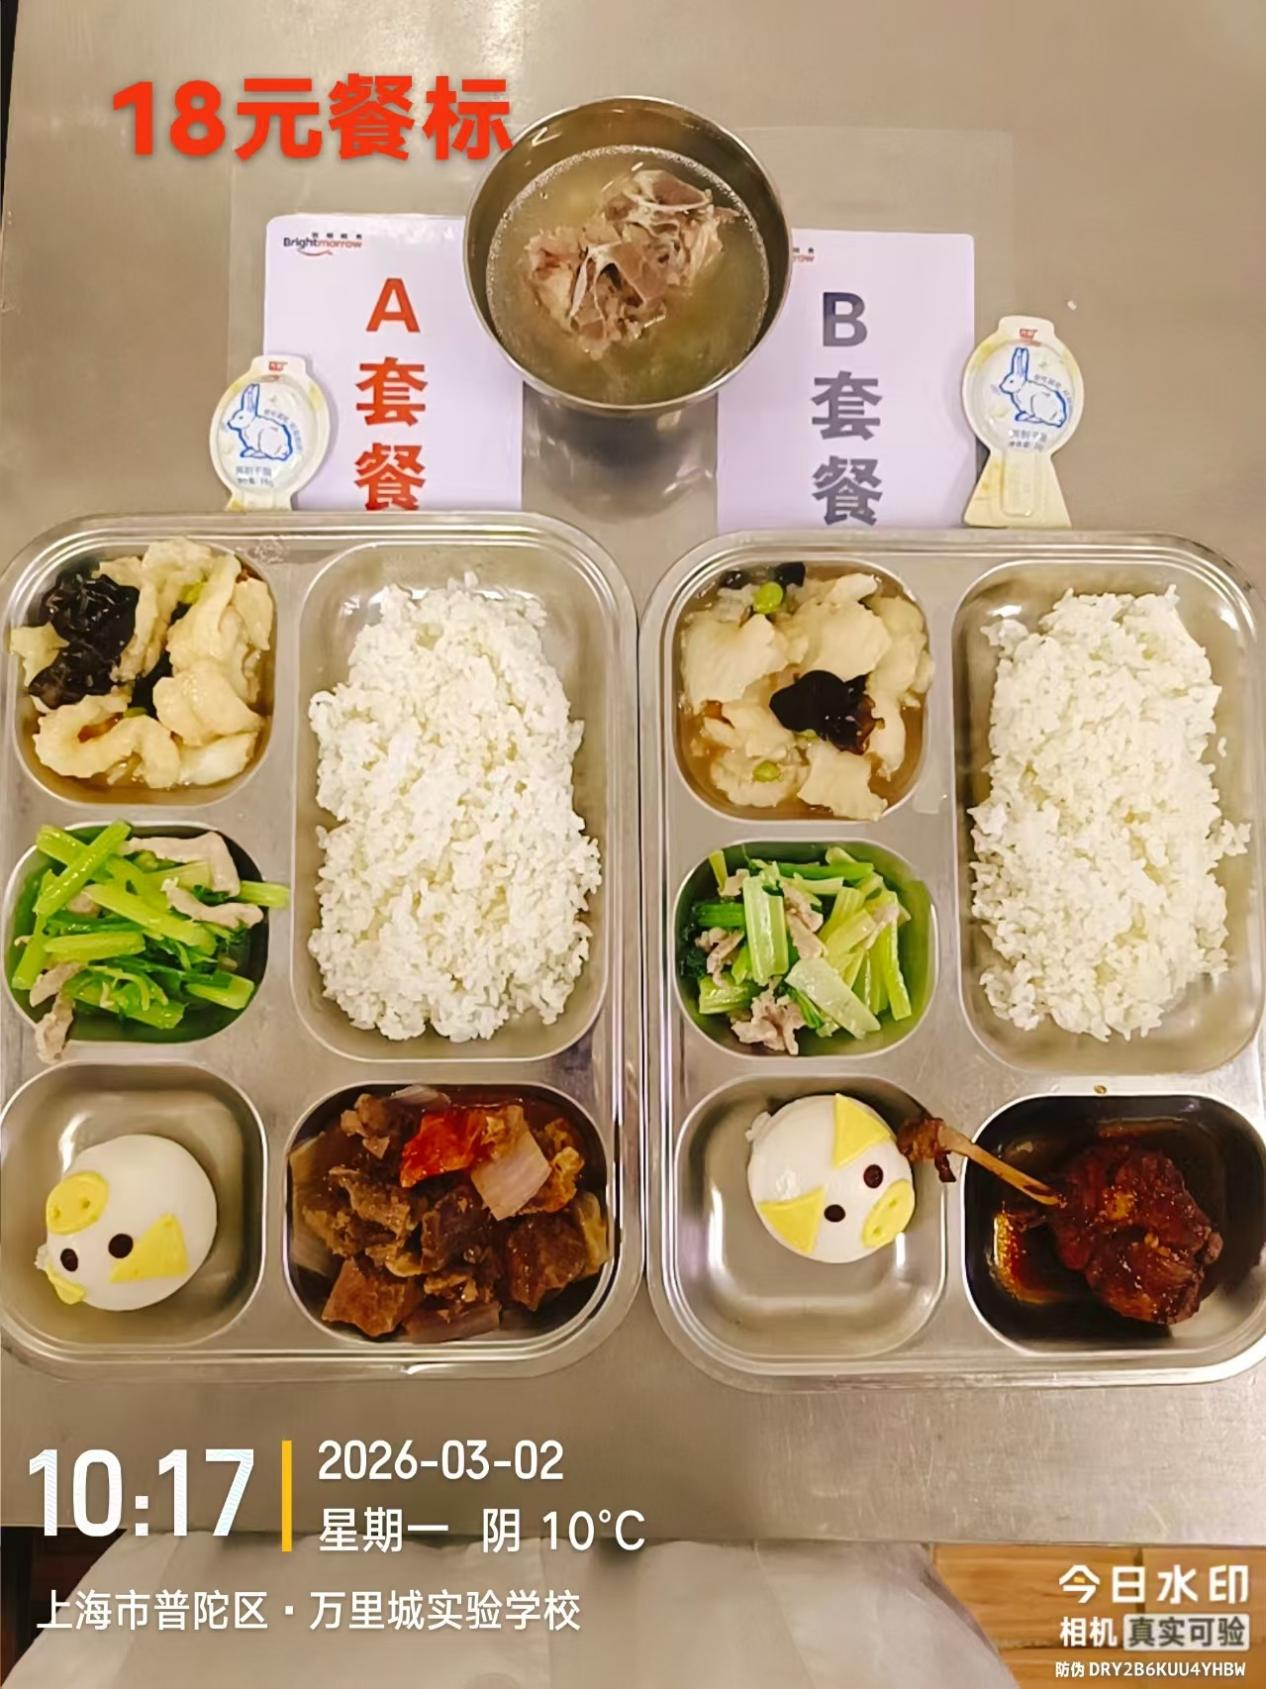 18元餐标
Brightmorrow
A
套
餐
B
套
餐
10:17
2026-03-02
星期一 阴 10°C
上海市普陀区·万里城实验学校
今日水印
相机 真实可验
防伪 DRY2B6KUU4YHBW